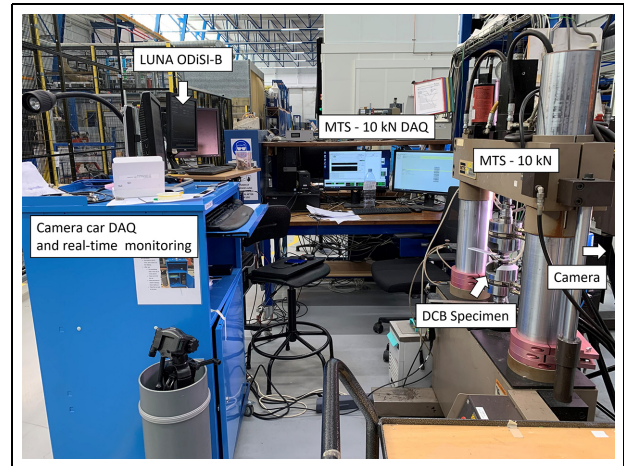 LUNA ODiSI-B
MTS - 10 kN DAQ
MTS - 10 kN
Camera car DAQ
and real-time monitoring
Camera
DCB Specimen